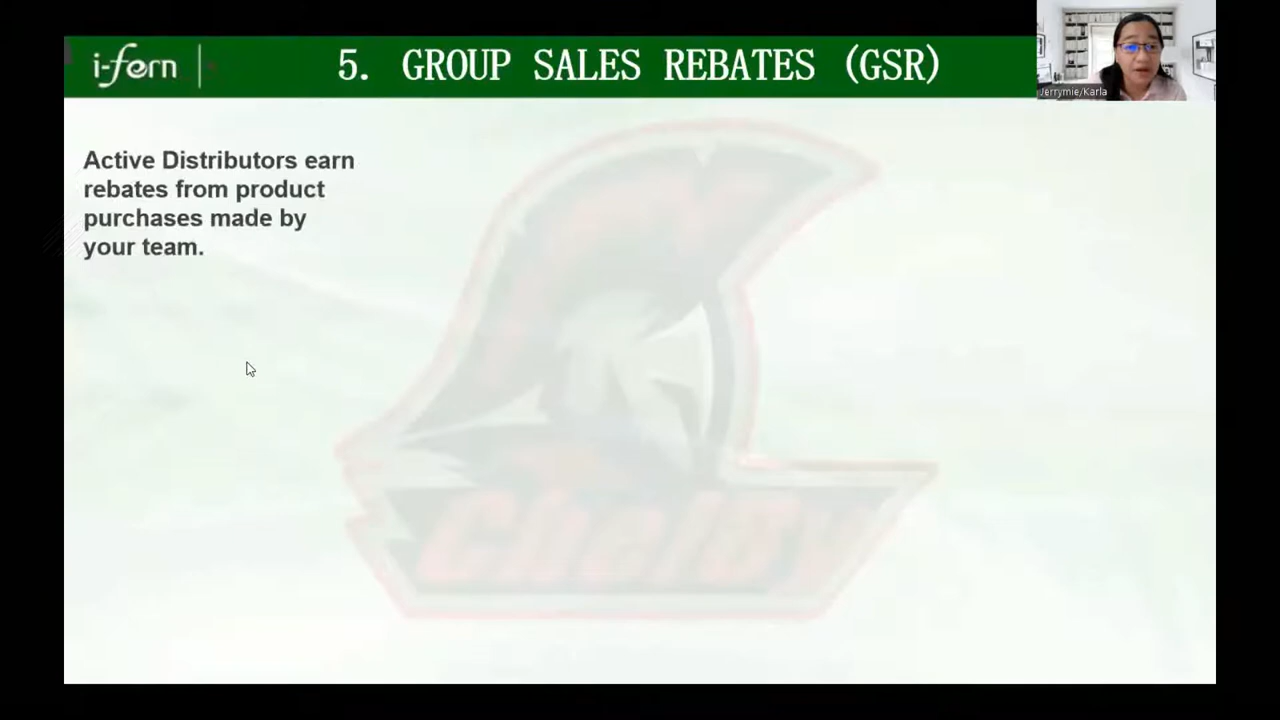 i-fern
5. GROUP SALES REBATES (GSR)
Jerrymie/Karla
Active Distributors earn
rebates from product
purchases made by
your team.